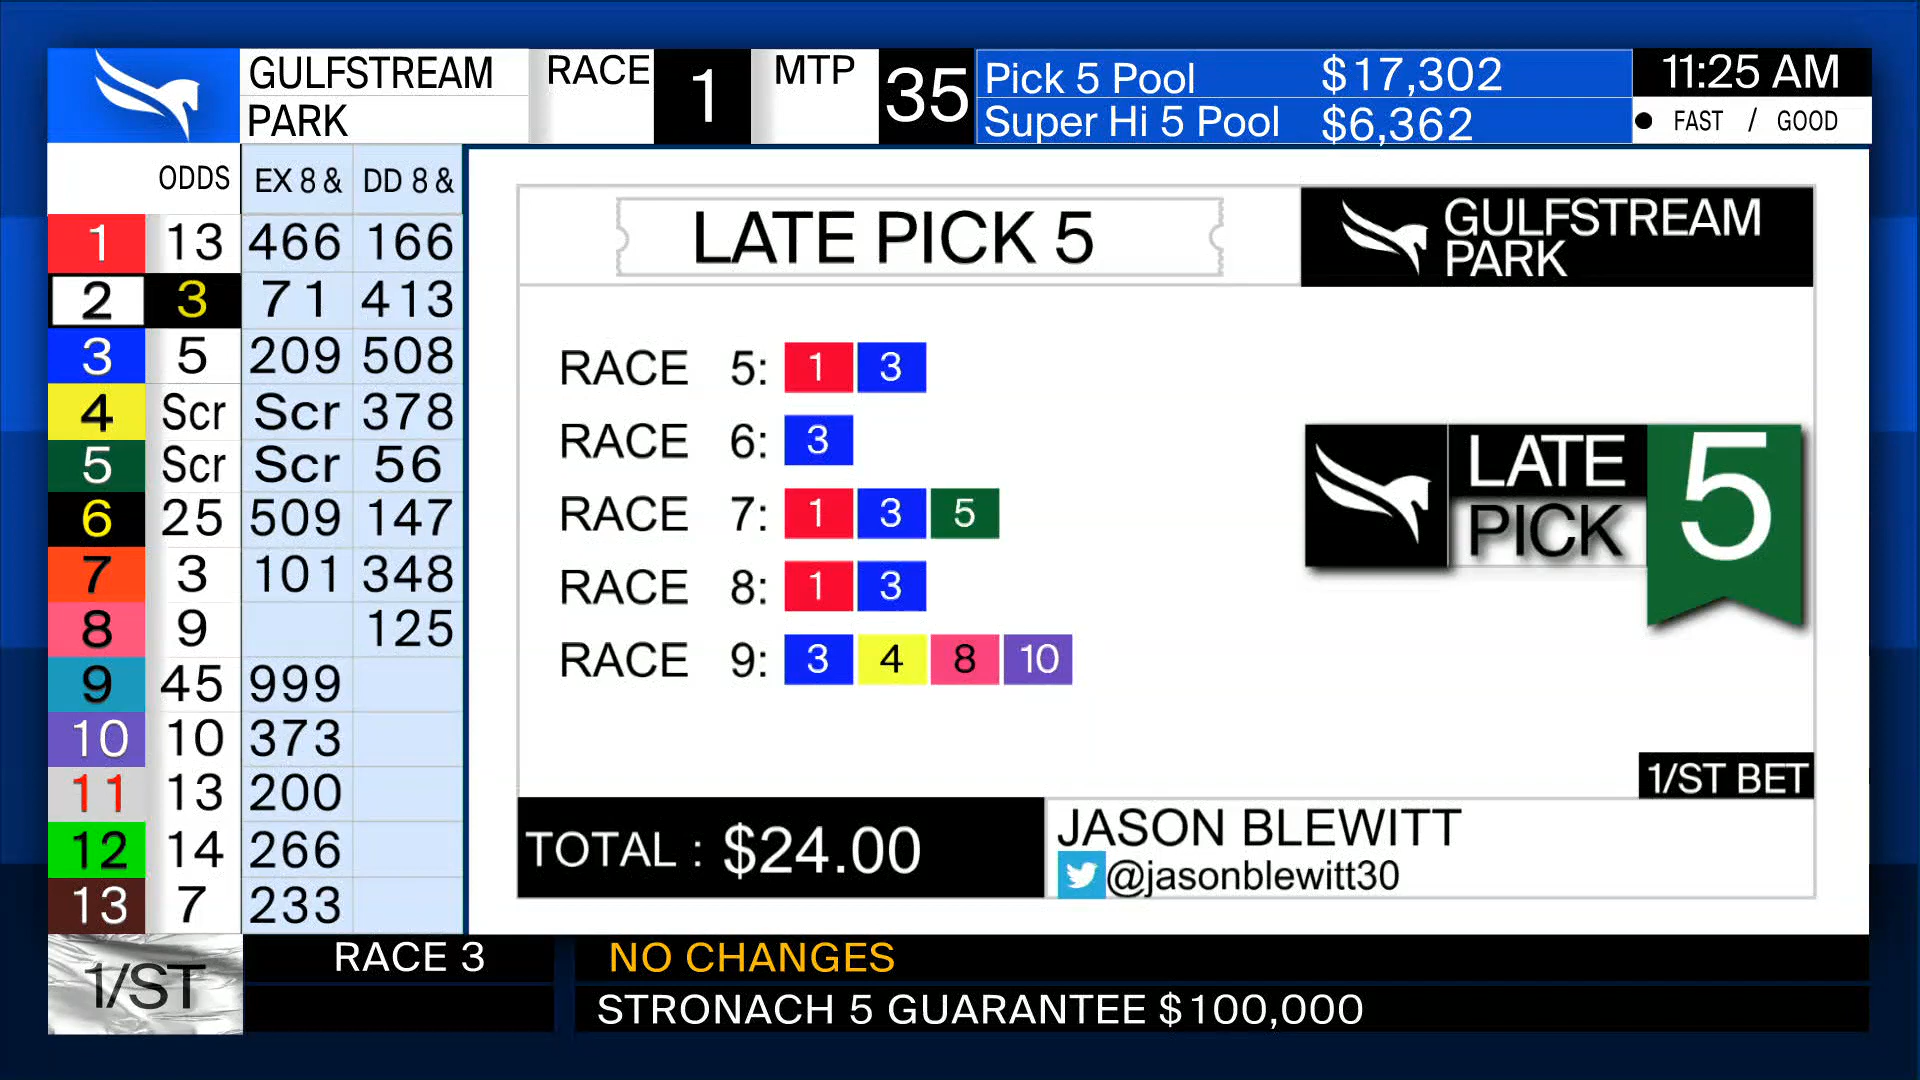 GULFSTREAM PARK RACE 1 MTP 35 Pick 5 Pool $17,302 11:25 AM
Super Hi 5 Pool $6,362 FAST / GOOD
ODDS EX 8 & DD 8 &
1 13 466 166
2 3 71 413
3 5 209 508
4 Scr Scr 378
5 Scr Scr 56
6 25 509 147
7 3 101 348
8 9 125
9 45 999
10 10 373
11 13 200
12 14 266
13 7 233
LATE PICK 5
GULFSTREAM
PARK
RACE 5: 1 3
RACE 6: 3
RACE 7: 1 3 5
RACE 8: 1 3
RACE 9: 3 4 8 10
LATE
PICK
5
1/ST BET
TOTAL : $24.00
JASON BLEWITT
@jasonblewitt30
1/ST
RACE 3 NO CHANGES
STRONACH 5 GUARANTEE $100,000